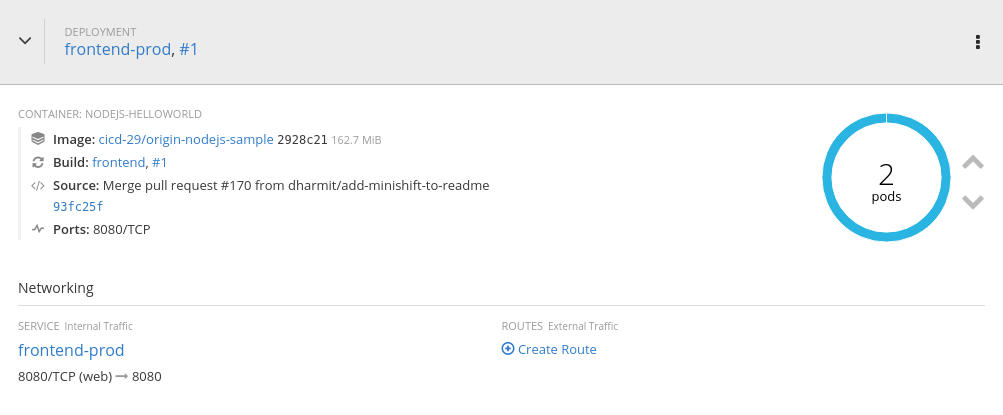 DEPLOYMENT
frontend-prod, #1
CONTAINER: NODEJS-HELLOWORLD
Image: cicd-29/origin-nodejs-sample 2928c21 162.7 MiB
Build: frontend, #1
Source: Merge pull request #170 from dharmit/add-minishift-to-readme
93fc25f
Ports: 8080/TCP
2
pods
Networking
SERVICE Internal Traffic
frontend-prod
8080/TCP (web) → 8080
ROUTES External Traffic
Create Route